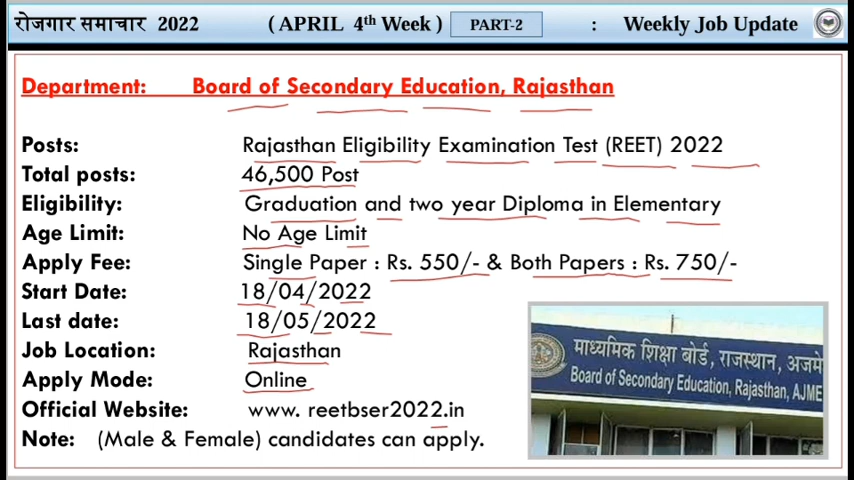 रोजगार समाचार 2022 ( APRIL 4th Week ) PART-2 : Weekly Job Update
Department: Board of Secondary Education, Rajasthan
Posts: Rajasthan Eligibility Examination Test (REET) 2022
Total posts: 46,500 Post
Eligibility: Graduation and two year Diploma in Elementary
Age Limit: No Age Limit
Apply Fee: Single Paper : Rs. 550/- & Both Papers : Rs. 750/-
Start Date: 18/04/2022
Last date: 18/05/2022
Job Location: Rajasthan
Apply Mode: Online
Official Website: www. reetbser2022.in
Note: (Male & Female) candidates can apply.
माध्यमिक शिक्षा बोर्ड, राजस्थान, अजमे
Board of Secondary Education, Rajasthan, AJME